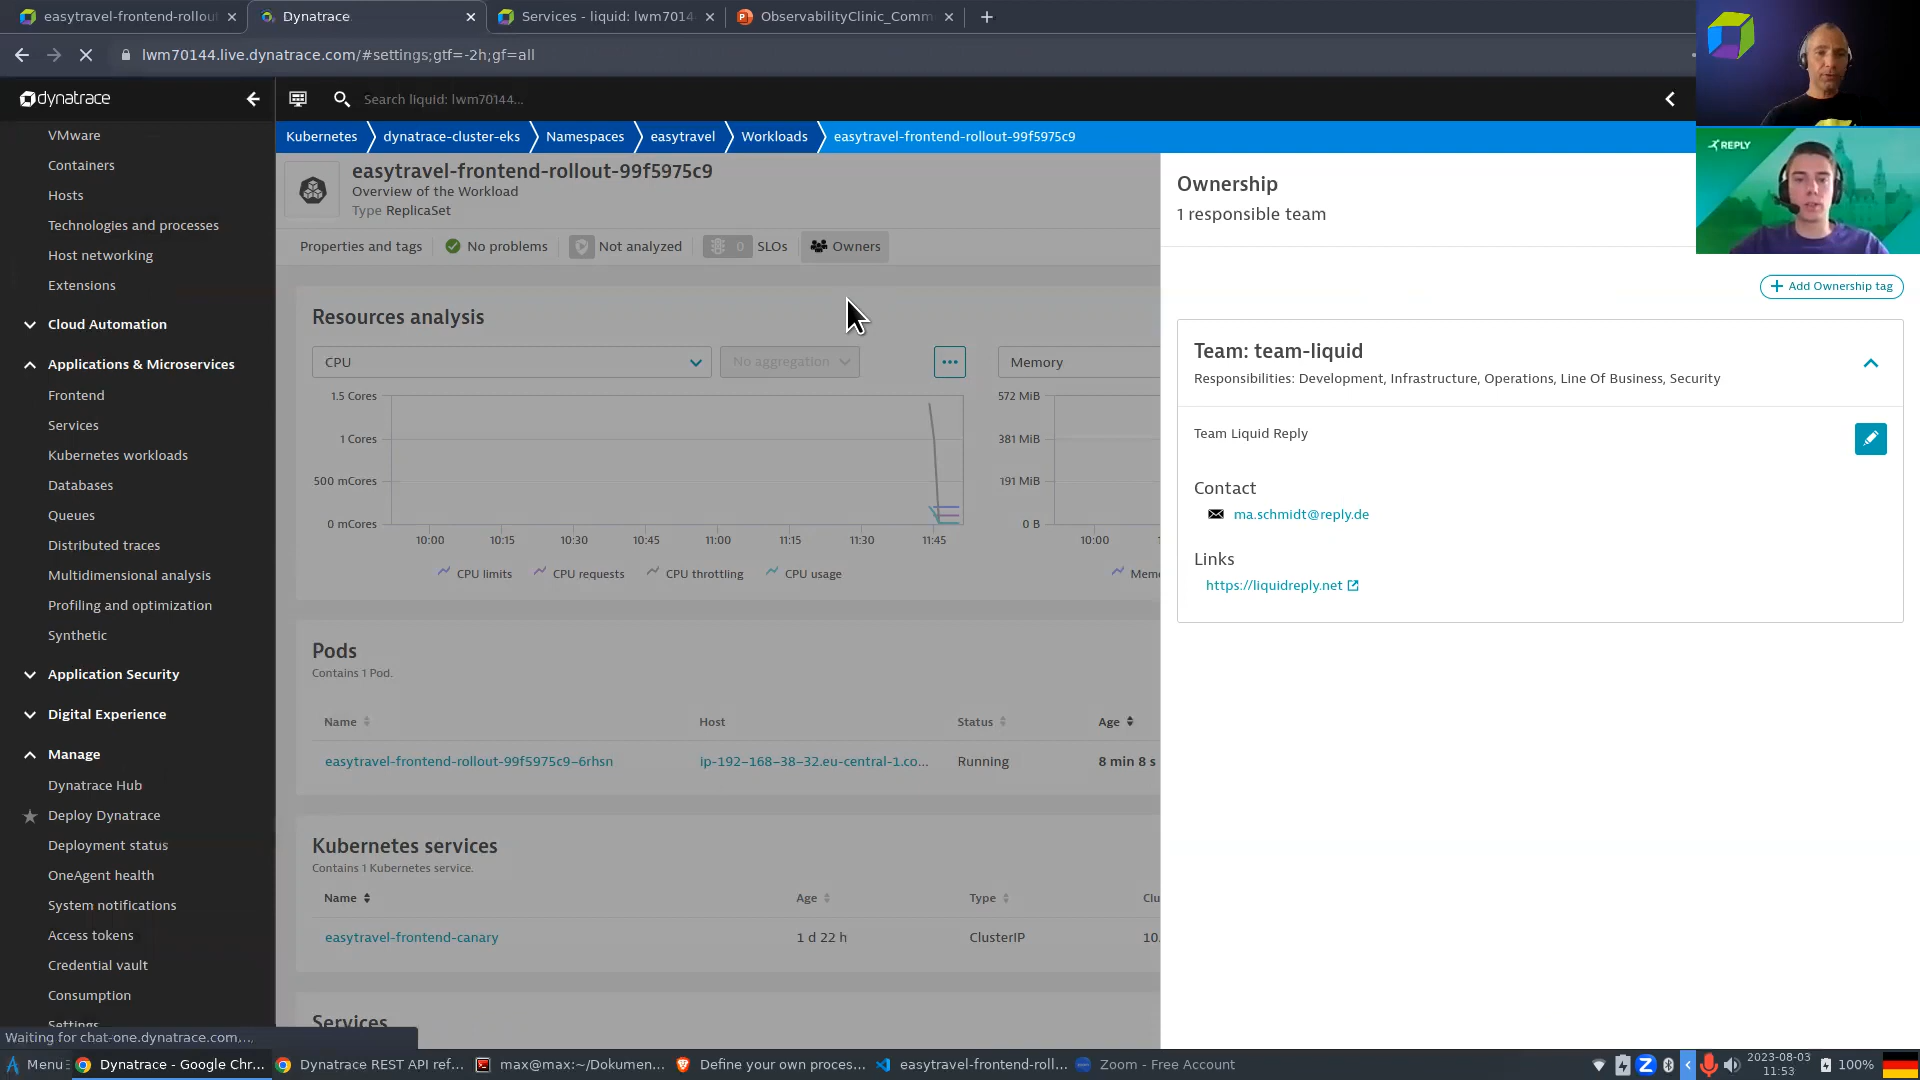 easytravel-frontend-rollout
Dynatrace
Services - liquid: lwm7014
ObservabilityClinic_Comm
lwm70144.live.dynatrace.com/#settings;gtf=-2h;gf=all
dynatrace
Search liquid: lwm70144...
VMware
Containers
Hosts
Technologies and processes
Host networking
Extensions
Cloud Automation
Applications & Microservices
Frontend
Services
Kubernetes workloads
Databases
Queues
Distributed traces
Multidimensional analysis
Profiling and optimization
Synthetic
Application Security
Digital Experience
Manage
Dynatrace Hub
Deploy Dynatrace
Deployment status
OneAgent health
System notifications
Access tokens
Credential vault
Consumption
Settings
Waiting for chat-one.dynatrace.com...
Kubernetes
dynatrace-cluster-eks
Namespaces
easytravel
Workloads
easytravel-frontend-rollout-99f5975c9
easytravel-frontend-rollout-99f5975c9
Overview of the Workload
Type ReplicaSet
Properties and tags
No problems
Not analyzed
0 SLOs
Owners
Resources analysis
CPU
No aggregation
...
Memory
1.5 Cores
1 Cores
500 mCores
0 mCores
10:00 10:15 10:30 10:45 11:00 11:15 11:30 11:45
CPU limits CPU requests CPU throttling CPU usage
572 MiB
381 MiB
191 MiB
0 B
10:00
Mem
Pods
Contains 1 Pod.
Name Host Status Age
easytravel-frontend-rollout-99f5975c9-6rhsn ip-192-168-38-32.eu-central-1.co... Running 8 min 8 s
Kubernetes services
Contains 1 Kubernetes service.
Name Age Type Clu
easytravel-frontend-canary 1 d 22 h ClusterIP 10.
Services
Ownership
1 responsible team
Add Ownership tag
Team: team-liquid
Responsibilities: Development, Infrastructure, Operations, Line Of Business, Security
Team Liquid Reply
Contact
ma.schmidt@reply.de
Links
https://liquidreply.net
REPLY
Menu
Dynatrace - Google Chr...
Dynatrace REST API ref...
max@max:~/Dokumen...
Define your own proces...
easytravel-frontend-roll...
Zoom - Free Account
2023-08-03
11:53
100%